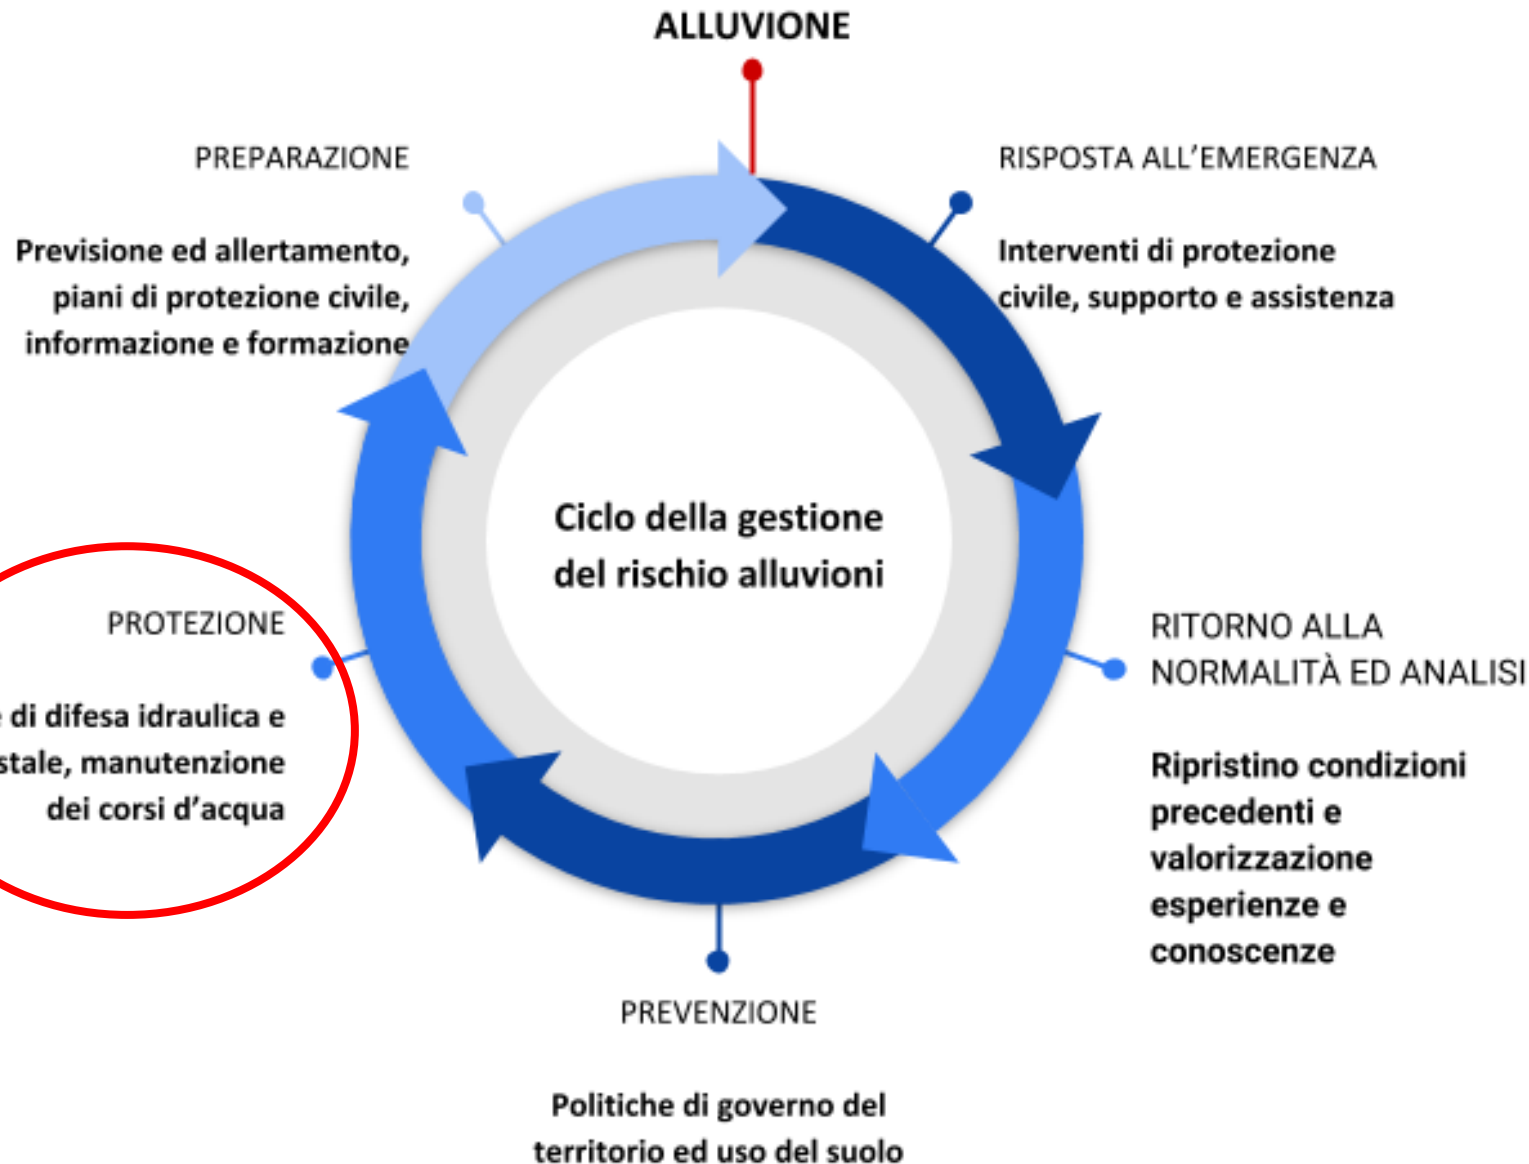 ALLUVIONE
PREPARAZIONE
Previsione ed allertamento,
piani di protezione civile,
informazione e formazione
RISPOSTA ALL'EMERGENZA
Interventi di protezione
civile, supporto e assistenza
Ciclo della gestione
del rischio alluvioni
PROTEZIONE
di difesa idraulica e
manutenzione
dei corsi d'acqua
RITORNO ALLA
NORMALITÀ ED ANALISI
Ripristino condizioni
precedenti e
valorizzazione
esperienze e
conoscenze
PREVENZIONE
Politiche di governo del
territorio ed uso del suolo